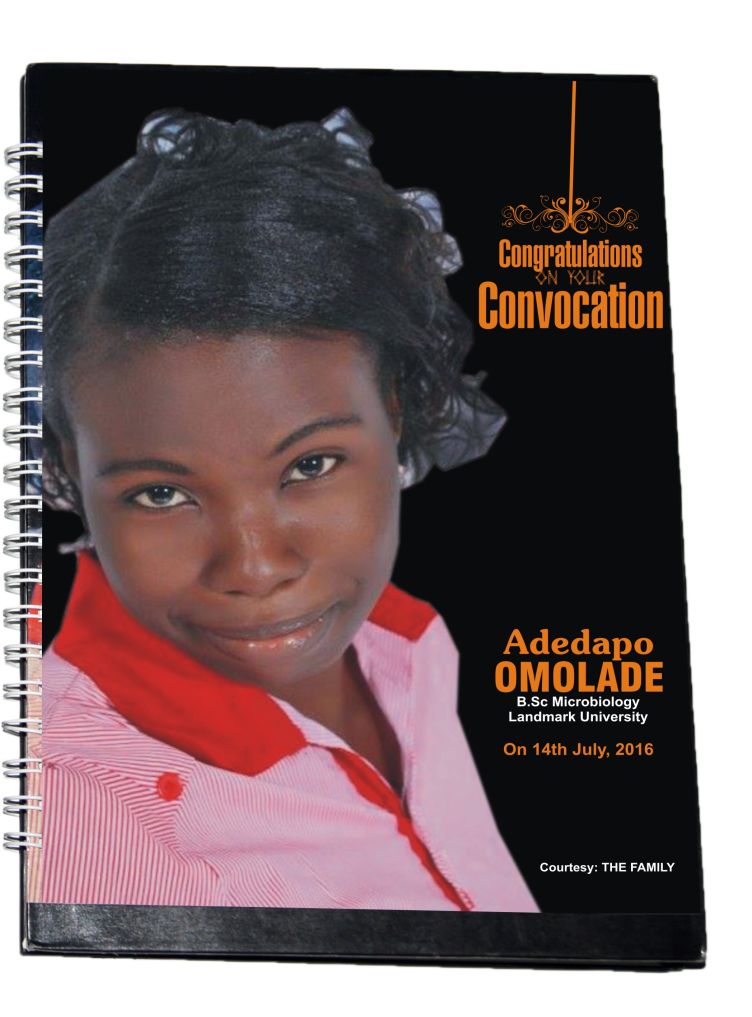 Congratulations
ON YOUR
Convocation
Adedapo
OMOLADE
B.Sc Microbiology
Landmark University
On 14th July, 2016
Courtesy: THE FAMILY